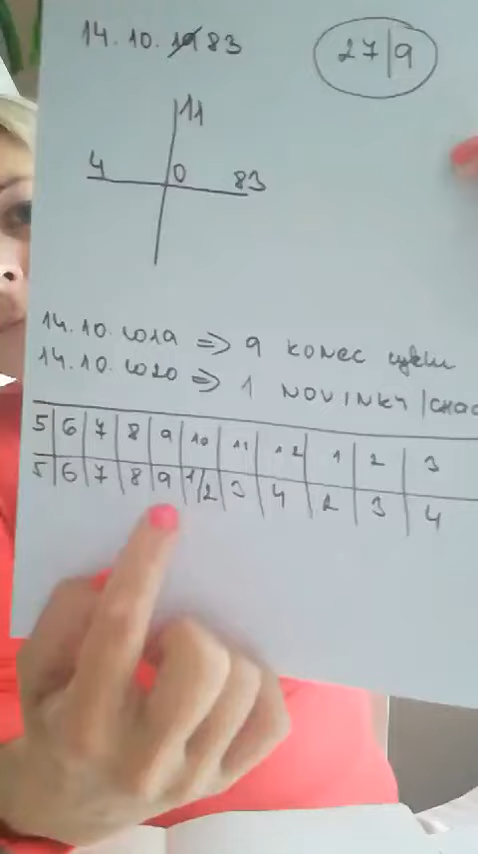 14. 10. 1983
27|9
11
4 0 83
14. 10. 2019 => 9 KONEC cyklu
14. 10. 2020 => 1 NOVINKY /CHAO
5 | 6 | 7 | 8 | 9 | 10 | 11 | 12 | 1 | 2 | 3
5 | 6 | 7 | 8 | 9 | 1/2 | 3 | 4 | 2 | 3 | 4